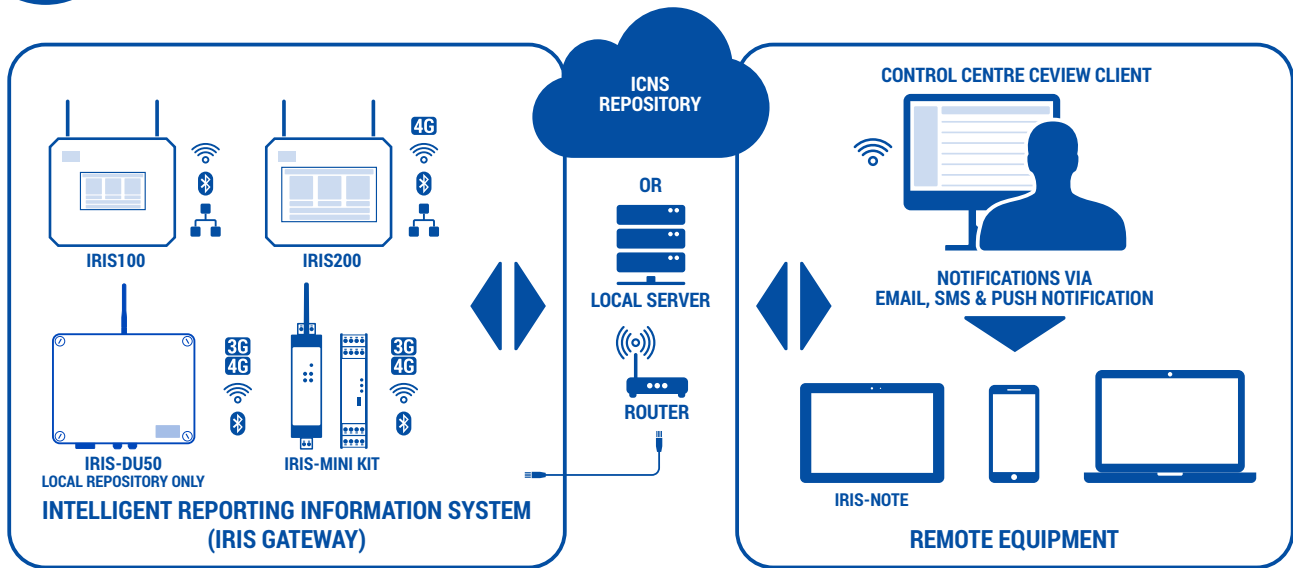 ICNS
REPOSITORY
OR
LOCAL SERVER
ROUTER
4G
IRIS100
IRIS200
3G
4G
3G
4G
IRIS-DU50
LOCAL REPOSITORY ONLY
IRIS-MINI KIT
INTELLIGENT REPORTING INFORMATION SYSTEM
(IRIS GATEWAY)
CONTROL CENTRE CEVIEW CLIENT
NOTIFICATIONS VIA
EMAIL, SMS & PUSH NOTIFICATION
IRIS-NOTE
REMOTE EQUIPMENT